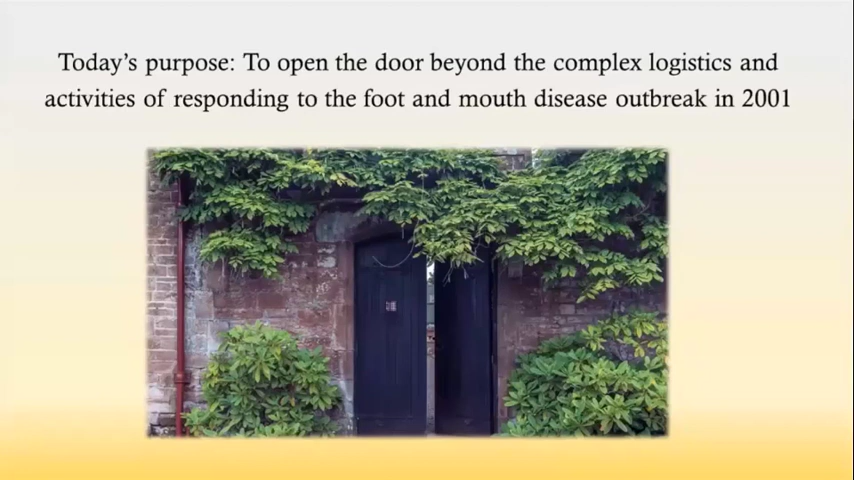 Today’s purpose: To open the door beyond the complex logistics and
activities of responding to the foot and mouth disease outbreak in 2001